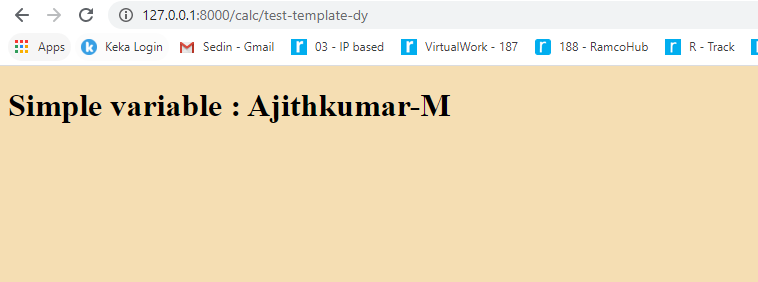 127.0.0.1:8000/calc/test-template-dy
Apps Keka Login Sedin - Gmail 03 - IP based VirtualWork - 187 188 - RamcoHub R - Track
Simple variable : Ajithkumar-M